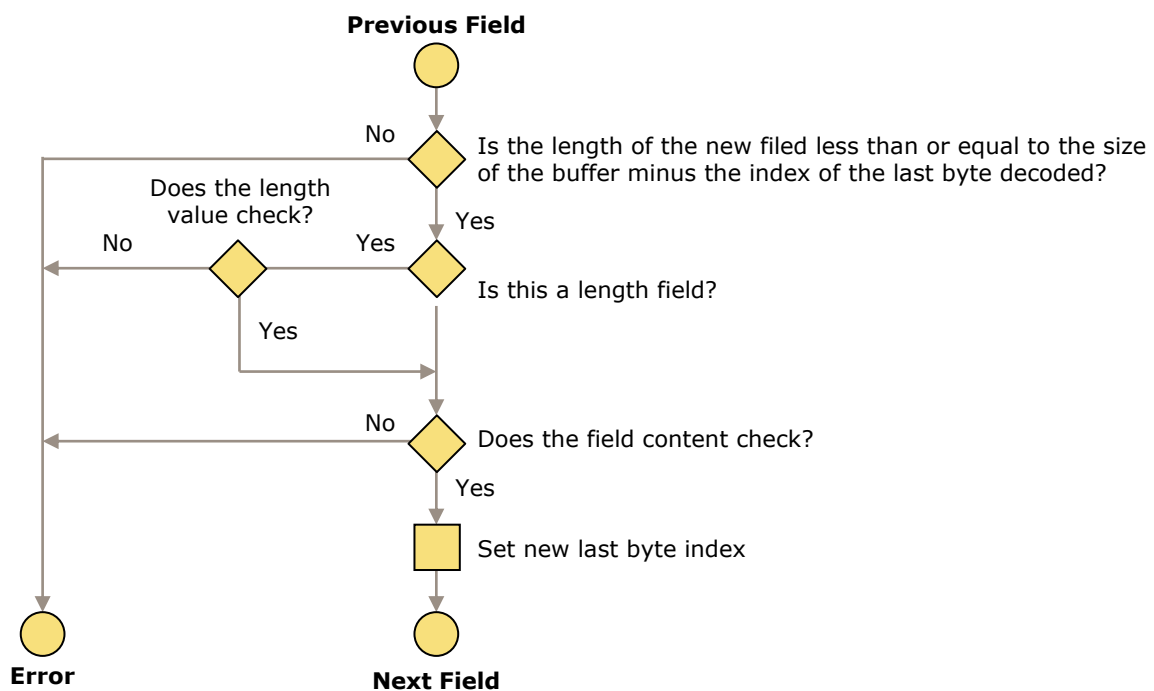 Previous Field
No
Is the length of the new filed less than or equal to the size
of the buffer minus the index of the last byte decoded?
Does the length
value check?
Yes
No
Yes
Is this a length field?
Yes
No
Does the field content check?
Yes
Set new last byte index
Error
Next Field